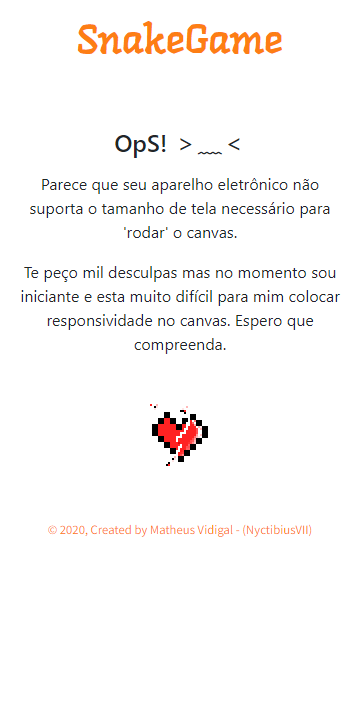 SnakeGame
OpS! > ﹏ <
Parece que seu aparelho eletrônico não
suporta o tamanho de tela necessário para
'rodar' o canvas.
Te peço mil desculpas mas no momento sou
iniciante e esta muito difícil para mim colocar
responsividade no canvas. Espero que
compreenda.
© 2020, Created by Matheus Vidigal - (NyctibiusVII)